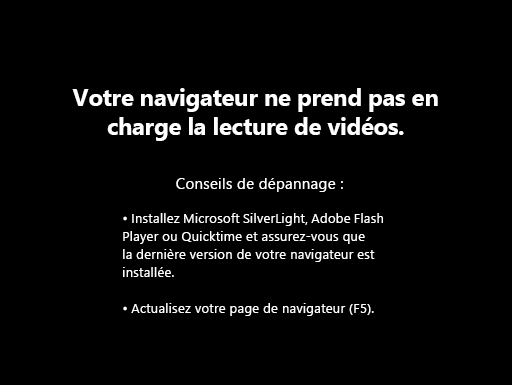 Votre navigateur ne prend pas en
charge la lecture de vidéos.
Conseils de dépannage :
• Installez Microsoft SilverLight, Adobe Flash
Player ou Quicktime et assurez-vous que
la dernière version de votre navigateur est
installée.
• Actualisez votre page de navigateur (F5).